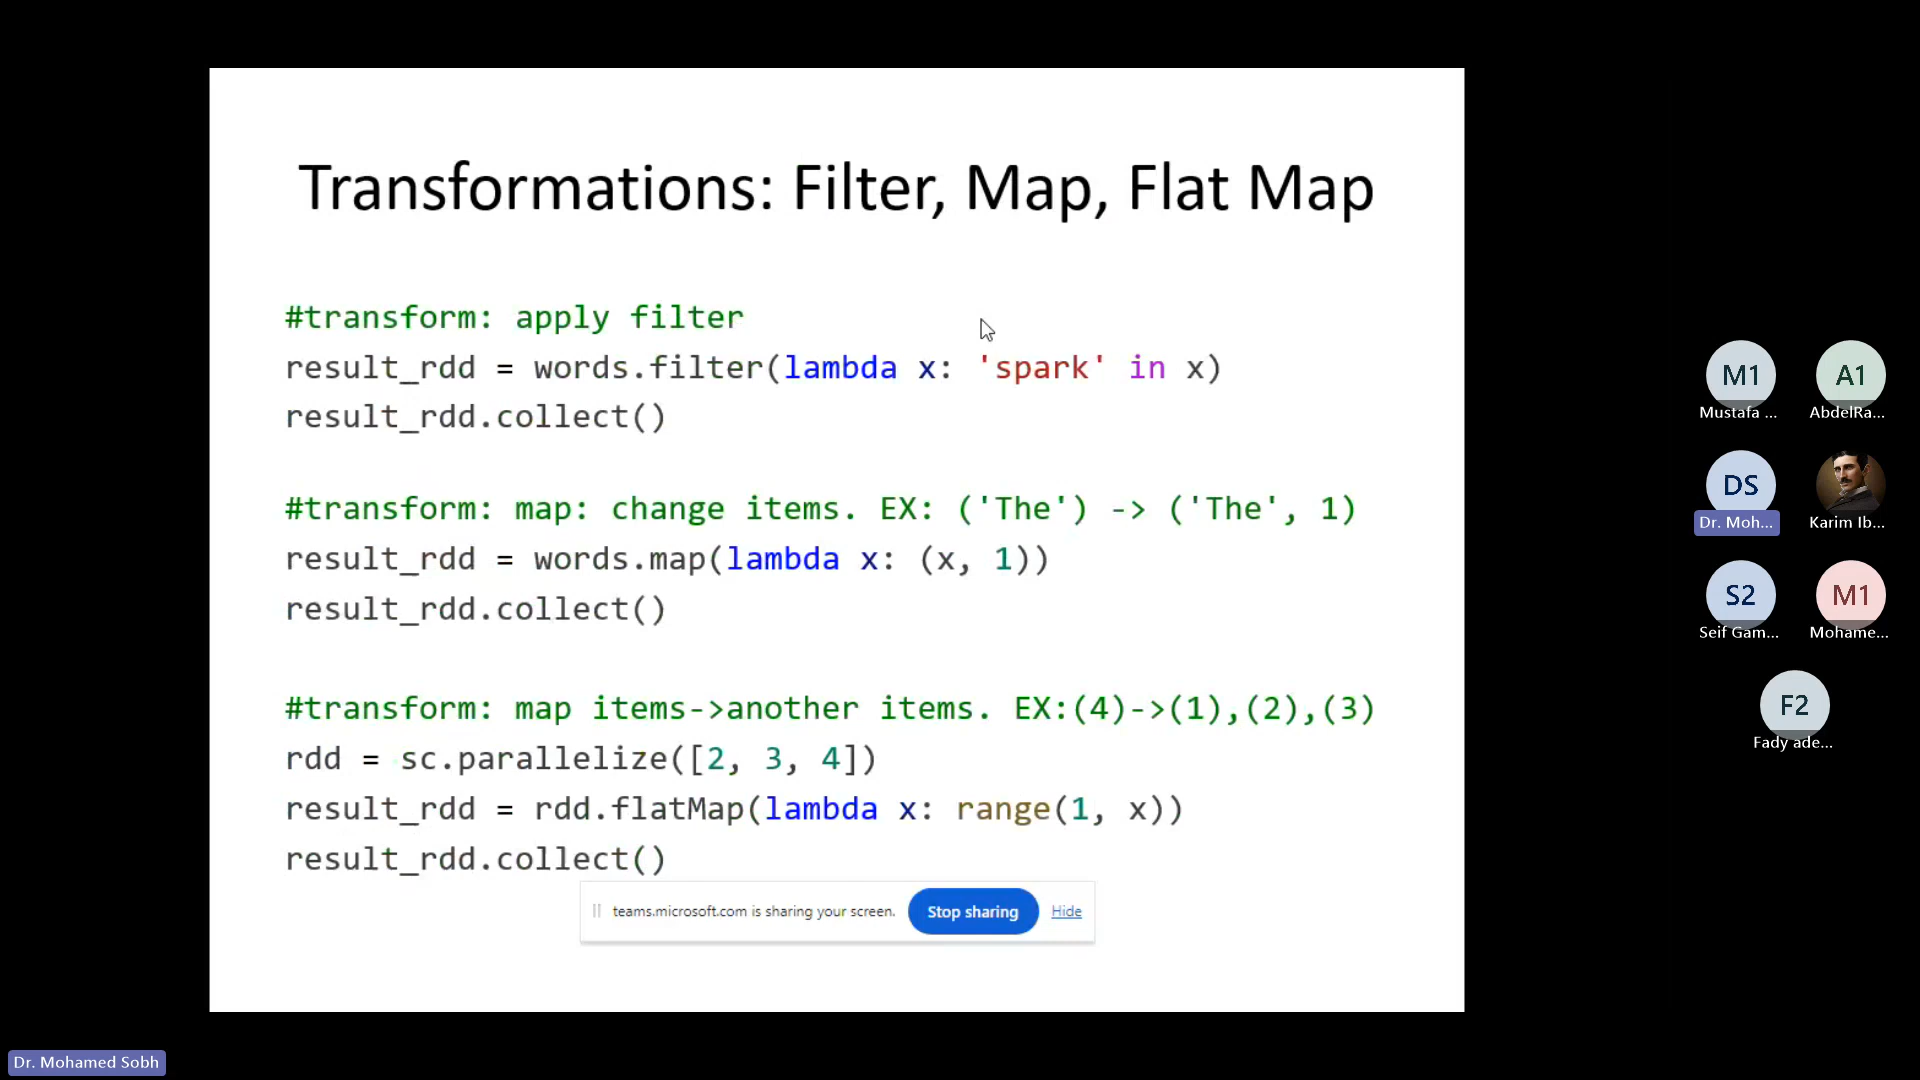 Transformations: Filter, Map, Flat Map
#transform: apply filter
result_rdd = words.filter(lambda x: 'spark' in x)
result_rdd.collect()
#transform: map: change items. EX: ('The') -> ('The', 1)
result_rdd = words.map(lambda x: (x, 1))
result_rdd.collect()
#transform: map items->another items. EX:(4)->(1),(2),(3)
rdd = sc.parallelize([2, 3, 4])
result_rdd = rdd.flatMap(lambda x: range(1, x))
result_rdd.collect()
teams.microsoft.com is sharing your screen. Stop sharing Hide
M1 A1
Mustafa ... AbdelRa...
DS
Dr. Moh... Karim Ib...
S2 M1
Seif Gam... Mohame...
F2
Fady ade...
Dr. Mohamed Sobh